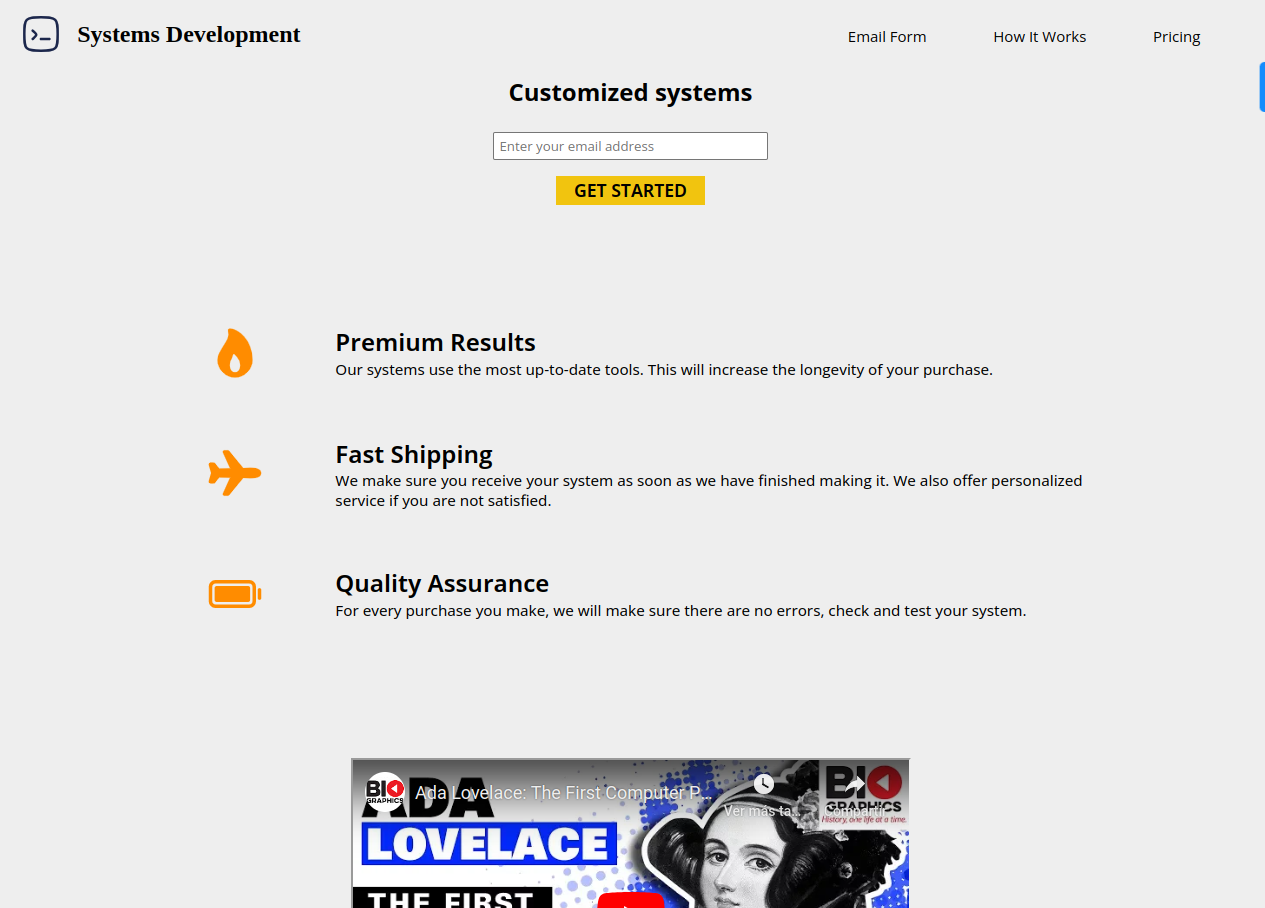 Systems Development
Email Form
How It Works
Pricing
Customized systems
Enter your email address
GET STARTED
Premium Results
Our systems use the most up-to-date tools. This will increase the longevity of your purchase.
Fast Shipping
We make sure you receive your system as soon as we have finished making it. We also offer personalized
service if you are not satisfied.
Quality Assurance
For every purchase you make, we will make sure there are no errors, check and test your system.
BIO
GRAPHICS
Ada Lovelace: The First Computer P...
Ver más ta...
Compartir
BIO
GRAPHICS
History, one life at a time.
ADA
LOVELACE
THE FIRST